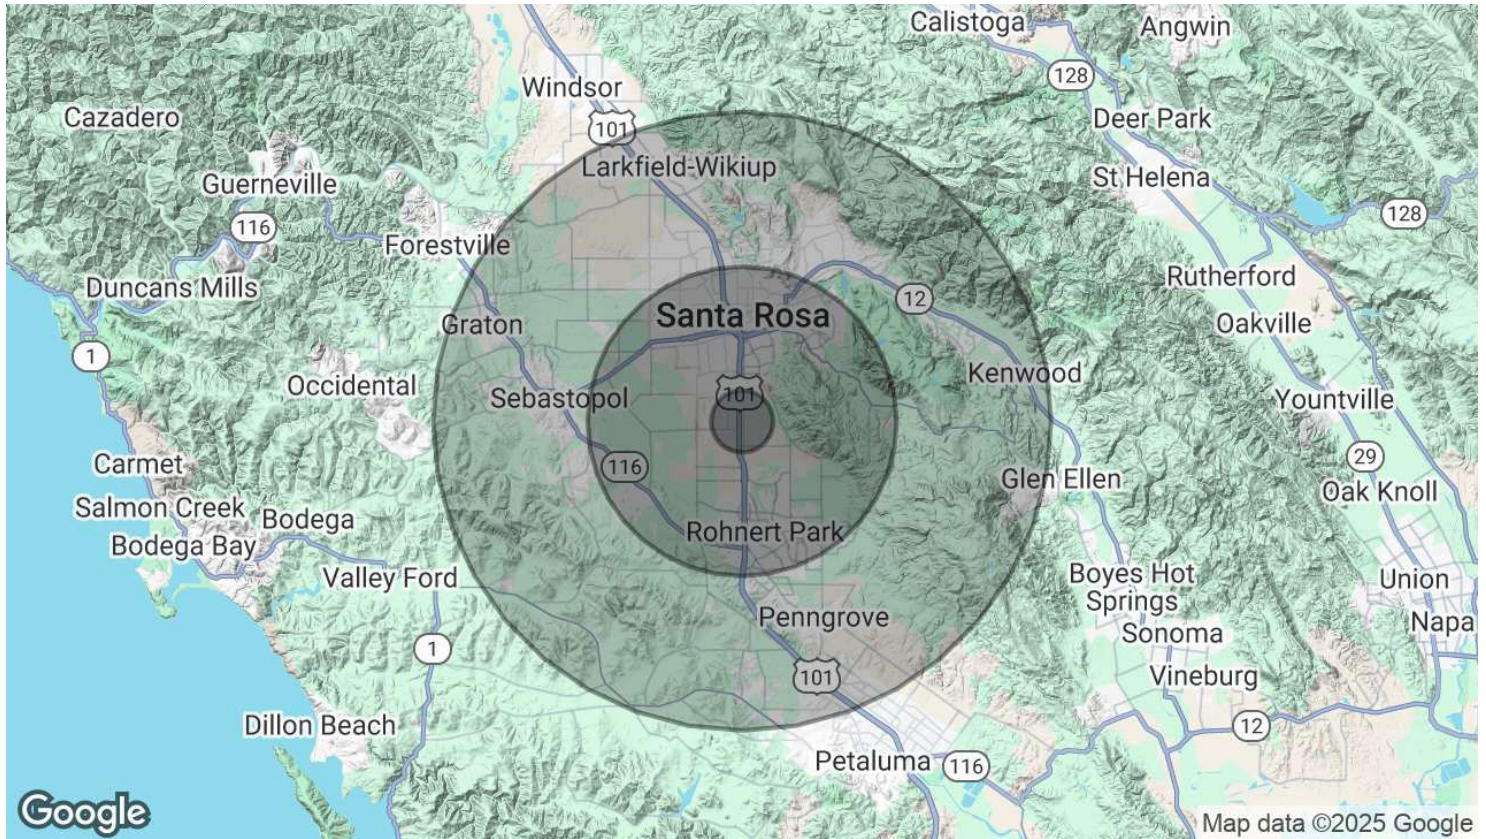 Calistoga
Angwin
128
Windsor
101
Cazadero
Deer Park
Larkfield-Wikiup
St Helena
Guerneville
116
128
Forestville
Rutherford
Duncans Mills
12
Santa Rosa
Graton
Oakville
1
Kenwood
Occidental
101
Sebastopol
Yountville
Carmet
116
29
Glen Ellen
Oak Knoll
Salmon Creek
Bodega
Rohnert Park
Bodega Bay
Valley Ford
Boyes Hot
Springs
Union
Penngrove
Napa
Sonoma
1
101
Vineburg
Dillon Beach
12
Petaluma
116
Google
Map data ©2025 Google